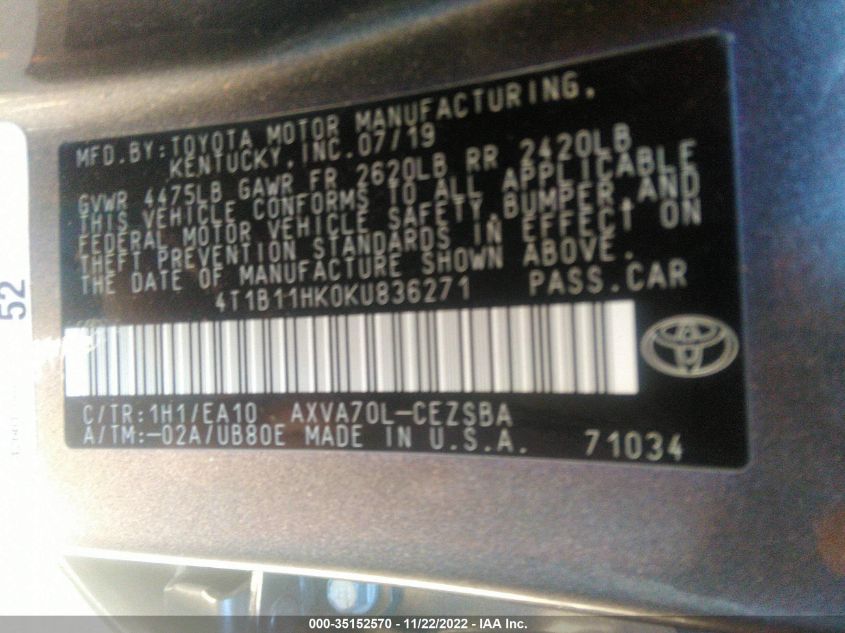 MFD.BY:TOYOTA MOTOR MANUFACTURING,
KENTUCKY, INC. 07/19
GVWR 4475LB GAWR FR 2620LB RR 2420LB
THIS VEHICLE CONFORMS TO ALL APPLICABLE
FEDERAL MOTOR VEHICLE SAFETY,BUMPER,AND
THEFT PREVENTION STANDARDS IN EFFECT ON
THE DATE OF MANUFACTURE SHOWN ABOVE.
4T1B11HK0KU836271 PASS.CAR
C/TR:1H1/EA10 AXVA70L-CEZSBA
A/TM:-02A/UB80E MADE IN U.S.A. 71034
52
000-35152570 - 11/22/2022 - IAA Inc.